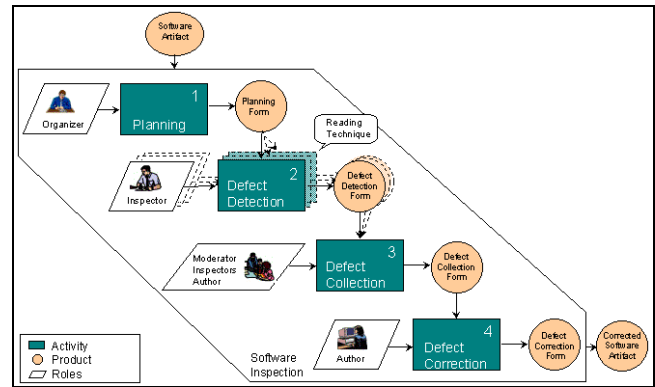 Software
Artifact
1
Planning
Organizer
Planning
Form
Reading
Technique
2
Defect
Detection
Inspector
Defect
Detection
Form
3
Defect
Collection
Moderator
Inspectors
Author
Defect
Collection
Form
4
Defect
Correction
Author
Defect
Correction
Form
Corrected
Software
Artifact
Activity
Product
Roles
Software
Inspection